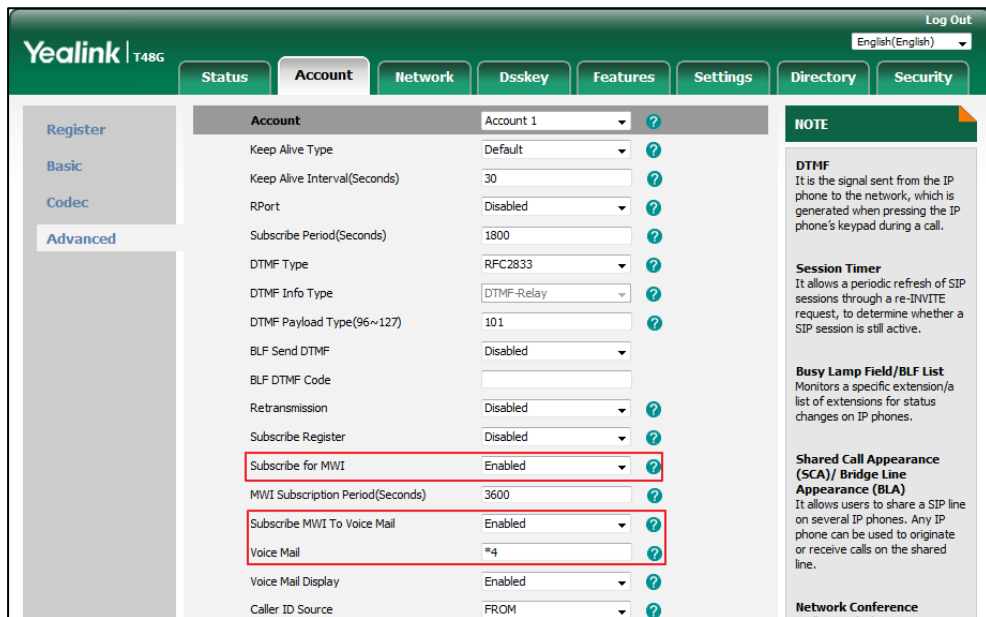 Log Out
Yealink | T48G
English(English)
Status Account Network Dsskey Features Settings Directory Security
Register
Basic
Codec
Advanced
Account Account 1 ?
Keep Alive Type Default ?
Keep Alive Interval(Seconds) 30 ?
RPort Disabled ?
Subscribe Period(Seconds) 1800 ?
DTMF Type RFC2833 ?
DTMF Info Type DTMF-Relay ?
DTMF Payload Type(96~127) 101 ?
BLF Send DTMF Disabled
BLF DTMF Code
Retransmission Disabled ?
Subscribe Register Disabled ?
Subscribe for MWI Enabled ?
MWI Subscription Period(Seconds) 3600 ?
Subscribe MWI To Voice Mail Enabled ?
Voice Mail *4 ?
Voice Mail Display Enabled ?
Caller ID Source FROM ?
NOTE
DTMF
It is the signal sent from the IP
phone to the network, which is
generated when pressing the IP
phone's keypad during a call.
Session Timer
It allows a periodic refresh of SIP
sessions through a re-INVITE
request, to determine whether a
SIP session is still active.
Busy Lamp Field/BLF List
Monitors a specific extension/a
list of extensions for status
changes on IP phones.
Shared Call Appearance
(SCA)/ Bridge Line
Appearance (BLA)
It allows users to share a SIP line
on several IP phones. Any IP
phone can be used to originate
or receive calls on the shared
line.
Network Conference